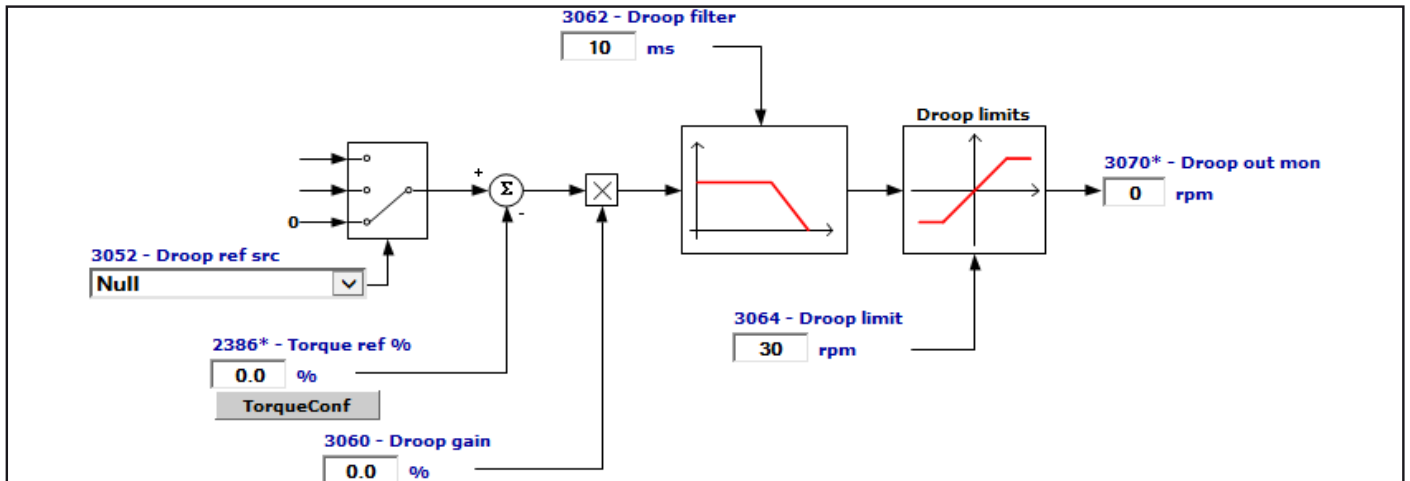 3062 - Droop filter
10 ms
Droop limits
3070* - Droop out mon
0 rpm
+
Σ
-
0
3052 - Droop ref src
Null
3064 - Droop limit
30 rpm
2386* - Torque ref %
0.0 %
TorqueConf
3060 - Droop gain
0.0 %